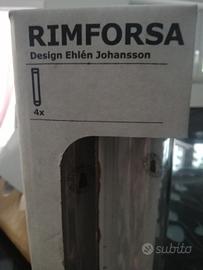 RIMFORSA
Design Ehlén Johansson
4x
subito